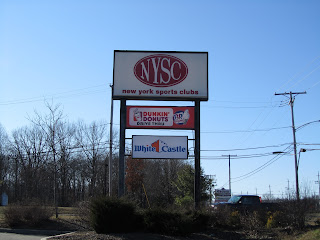 NYSC
new york sports clubs
DUNKIN'
DONUTS
DRIVE THRU
White Castle